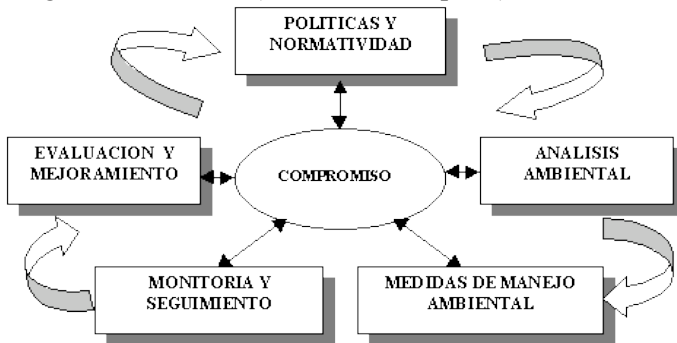 POLITICAS Y
NORMATIVIDAD
EVALUACION Y
MEJORAMIENTO
COMPROMISO
ANALISIS
AMBIENTAL
MONITORIA Y
SEGUIMIENTO
MEDIDAS DE MANEJO
AMBIENTAL